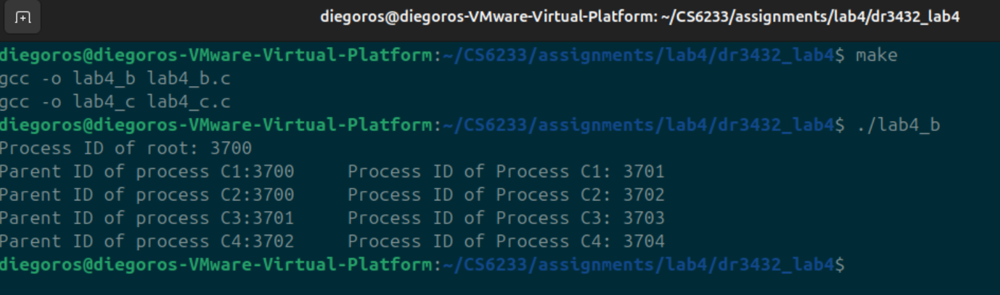 diegoros@diegoros-VMware-Virtual-Platform: ~/CS6233/assignments/lab4/dr3432_lab4
diegoros@diegoros-VMware-Virtual-Platform:~/CS6233/assignments/lab4/dr3432_lab4$ make
gcc -o lab4_b lab4_b.c
gcc -o lab4_c lab4_c.c
diegoros@diegoros-VMware-Virtual-Platform:~/CS6233/assignments/lab4/dr3432_lab4$ ./lab4_b
Process ID of root: 3700
Parent ID of process C1:3700     Process ID of Process C1: 3701
Parent ID of process C2:3700     Process ID of Process C2: 3702
Parent ID of process C3:3701     Process ID of Process C3: 3703
Parent ID of process C4:3702     Process ID of Process C4: 3704
diegoros@diegoros-VMware-Virtual-Platform:~/CS6233/assignments/lab4/dr3432_lab4$